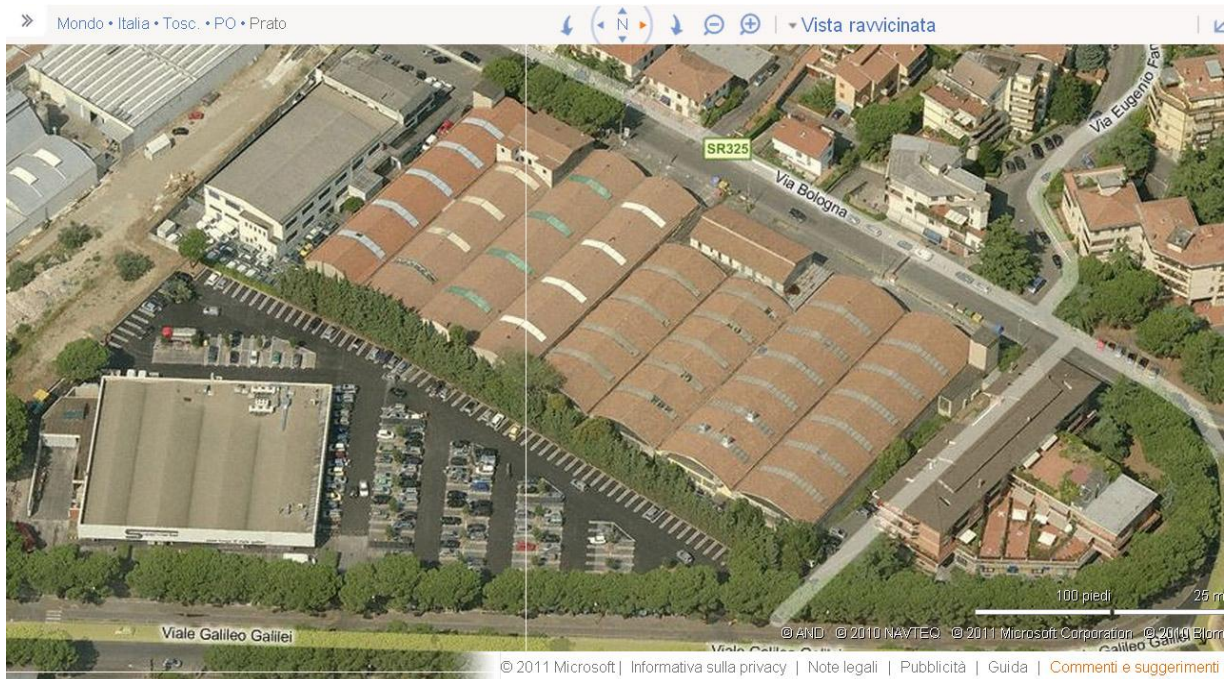 » Mondo • Italia • Tosc. • PO • Prato
N
Vista ravvicinata
Via Eugenio
SR325
Via Bologna
100 piedi
25 m
© AND © 2010 NAVTEQ © 2011 Microsoft Corporation © 2010 Blom
Viale Galileo Galilei
Viale Galileo Galilei
© 2011 Microsoft | Informativa sulla privacy | Note legali | Pubblicità | Guida | Commenti e suggerimenti